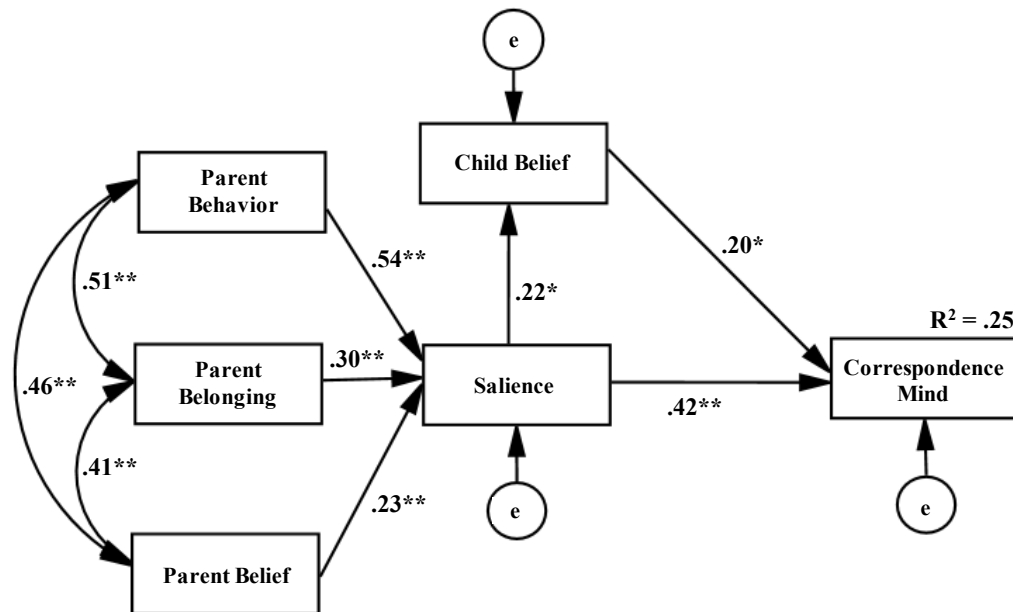 e
Child Belief
Parent
Behavior
.54**
.20*
.51**
.22*
R² = .25
Parent
Belonging
.30**
Salience
Correspondence
Mind
.46**
.42**
.41**
.23**
e
e
Parent Belief